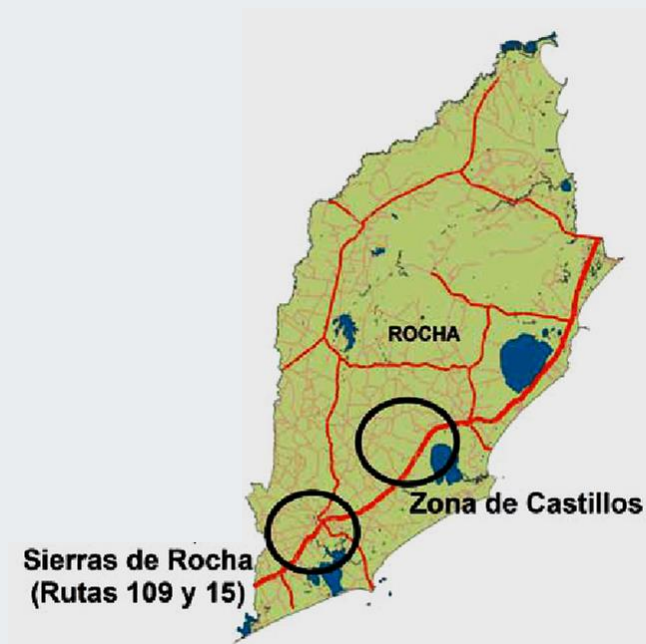 ROCHA
Zona de Castillos
Sierras de Rocha
(Rutas 109 y 15)